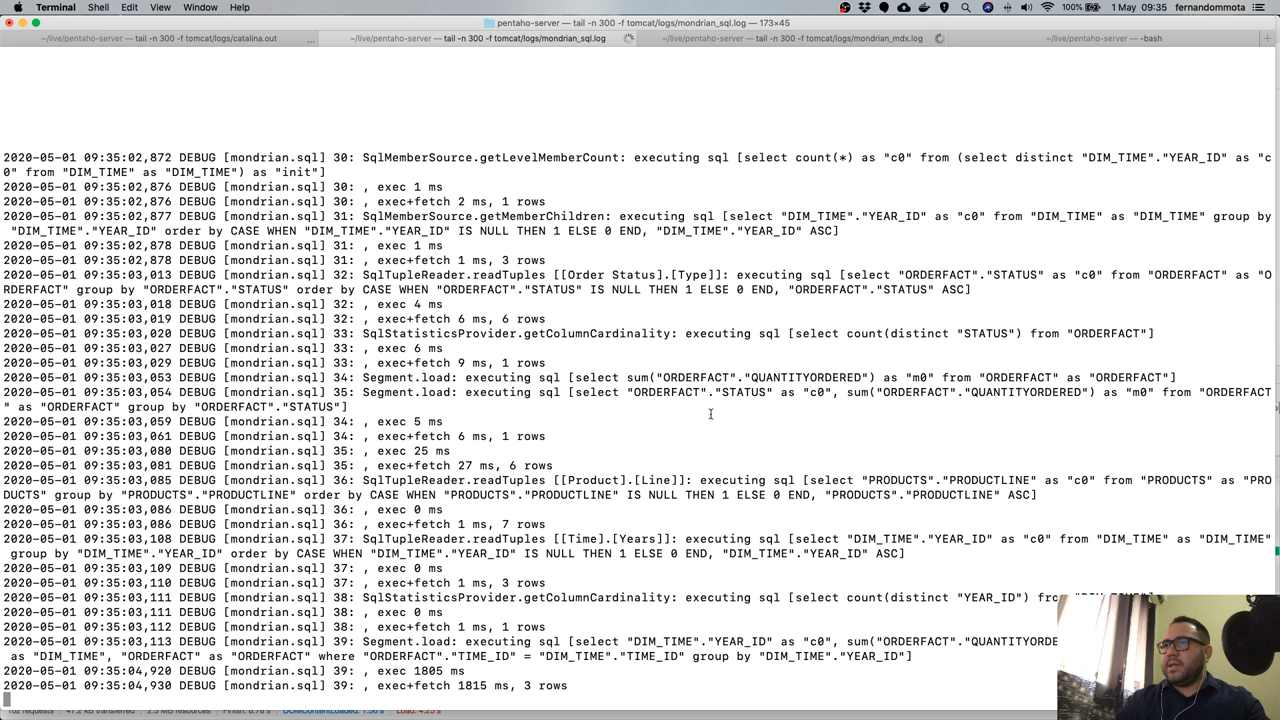 Terminal Shell Edit View Window Help 100% 1 May 09:35 fernandommota
pentaho-server — tail -n 300 -f tomcat/logs/mondrian_sql.log — 173×45
~/live/pentaho-server — tail -n 300 -f tomcat/logs/catalina.out ... ~/live/pentaho-server — tail -n 300 -f tomcat/logs/mondrian_sql.log ~/live/pentaho-server — tail -n 300 -f tomcat/logs/mondrian_mdx.log ~/live/pentaho-server — -bash +
2020-05-01 09:35:02,872 DEBUG [mondrian.sql] 30: SqlMemberSource.getLevelMemberCount: executing sql [select count(*) as "c0" from (select distinct "DIM_TIME"."YEAR_ID" as "c
0" from "DIM_TIME" as "DIM_TIME") as "init"]
2020-05-01 09:35:02,876 DEBUG [mondrian.sql] 30: , exec 1 ms
2020-05-01 09:35:02,876 DEBUG [mondrian.sql] 30: , exec+fetch 2 ms, 1 rows
2020-05-01 09:35:02,877 DEBUG [mondrian.sql] 31: SqlMemberSource.getMemberChildren: executing sql [select "DIM_TIME"."YEAR_ID" as "c0" from "DIM_TIME" as "DIM_TIME" group by
"DIM_TIME"."YEAR_ID" order by CASE WHEN "DIM_TIME"."YEAR_ID" IS NULL THEN 1 ELSE 0 END, "DIM_TIME"."YEAR_ID" ASC]
2020-05-01 09:35:02,878 DEBUG [mondrian.sql] 31: , exec 1 ms
2020-05-01 09:35:02,878 DEBUG [mondrian.sql] 31: , exec+fetch 1 ms, 3 rows
2020-05-01 09:35:03,013 DEBUG [mondrian.sql] 32: SqlTupleReader.readTuples [[Order Status].[Type]]: executing sql [select "ORDERFACT"."STATUS" as "c0" from "ORDERFACT" as "O
RDERFACT" group by "ORDERFACT"."STATUS" order by CASE WHEN "ORDERFACT"."STATUS" IS NULL THEN 1 ELSE 0 END, "ORDERFACT"."STATUS" ASC]
2020-05-01 09:35:03,018 DEBUG [mondrian.sql] 32: , exec 4 ms
2020-05-01 09:35:03,019 DEBUG [mondrian.sql] 32: , exec+fetch 6 ms, 6 rows
2020-05-01 09:35:03,020 DEBUG [mondrian.sql] 33: SqlStatisticsProvider.getColumnCardinality: executing sql [select count(distinct "STATUS") from "ORDERFACT"]
2020-05-01 09:35:03,027 DEBUG [mondrian.sql] 33: , exec 6 ms
2020-05-01 09:35:03,029 DEBUG [mondrian.sql] 33: , exec+fetch 9 ms, 1 rows
2020-05-01 09:35:03,053 DEBUG [mondrian.sql] 34: Segment.load: executing sql [select sum("ORDERFACT"."QUANTITYORDERED") as "m0" from "ORDERFACT" as "ORDERFACT"]
2020-05-01 09:35:03,054 DEBUG [mondrian.sql] 35: Segment.load: executing sql [select "ORDERFACT"."STATUS" as "c0", sum("ORDERFACT"."QUANTITYORDERED") as "m0" from "ORDERFACT
" as "ORDERFACT" group by "ORDERFACT"."STATUS"]
2020-05-01 09:35:03,059 DEBUG [mondrian.sql] 34: , exec 5 ms
2020-05-01 09:35:03,061 DEBUG [mondrian.sql] 34: , exec+fetch 6 ms, 1 rows
2020-05-01 09:35:03,080 DEBUG [mondrian.sql] 35: , exec 25 ms
2020-05-01 09:35:03,081 DEBUG [mondrian.sql] 35: , exec+fetch 27 ms, 6 rows
2020-05-01 09:35:03,085 DEBUG [mondrian.sql] 36: SqlTupleReader.readTuples [[Product].[Line]]: executing sql [select "PRODUCTS"."PRODUCTLINE" as "c0" from "PRODUCTS" as "PRO
DUCTS" group by "PRODUCTS"."PRODUCTLINE" order by CASE WHEN "PRODUCTS"."PRODUCTLINE" IS NULL THEN 1 ELSE 0 END, "PRODUCTS"."PRODUCTLINE" ASC]
2020-05-01 09:35:03,086 DEBUG [mondrian.sql] 36: , exec 0 ms
2020-05-01 09:35:03,086 DEBUG [mondrian.sql] 36: , exec+fetch 1 ms, 7 rows
2020-05-01 09:35:03,108 DEBUG [mondrian.sql] 37: SqlTupleReader.readTuples [[Time].[Years]]: executing sql [select "DIM_TIME"."YEAR_ID" as "c0" from "DIM_TIME" as "DIM_TIME"
group by "DIM_TIME"."YEAR_ID" order by CASE WHEN "DIM_TIME"."YEAR_ID" IS NULL THEN 1 ELSE 0 END, "DIM_TIME"."YEAR_ID" ASC]
2020-05-01 09:35:03,109 DEBUG [mondrian.sql] 37: , exec 0 ms
2020-05-01 09:35:03,110 DEBUG [mondrian.sql] 37: , exec+fetch 1 ms, 3 rows
2020-05-01 09:35:03,111 DEBUG [mondrian.sql] 38: SqlStatisticsProvider.getColumnCardinality: executing sql [select count(distinct "YEAR_ID") fro
2020-05-01 09:35:03,111 DEBUG [mondrian.sql] 38: , exec 0 ms
2020-05-01 09:35:03,112 DEBUG [mondrian.sql] 38: , exec+fetch 1 ms, 1 rows
2020-05-01 09:35:03,113 DEBUG [mondrian.sql] 39: Segment.load: executing sql [select "DIM_TIME"."YEAR_ID" as "c0", sum("ORDERFACT"."QUANTITYORDE
as "DIM_TIME", "ORDERFACT" as "ORDERFACT" where "ORDERFACT"."TIME_ID" = "DIM_TIME"."TIME_ID" group by "DIM_TIME"."YEAR_ID"]
2020-05-01 09:35:04,920 DEBUG [mondrian.sql] 39: , exec 1805 ms
2020-05-01 09:35:04,930 DEBUG [mondrian.sql] 39: , exec+fetch 1815 ms, 3 rows